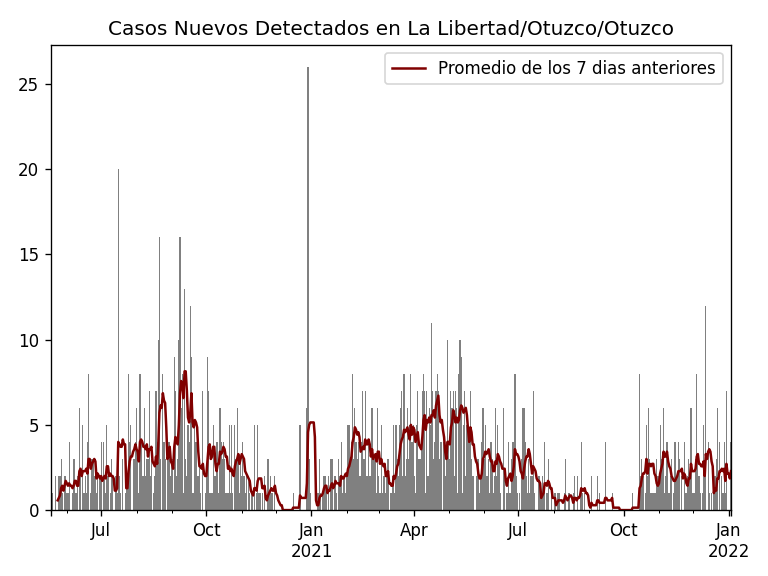 Casos Nuevos Detectados en La Libertad/Otuzco/Otuzco
Promedio de los 7 dias anteriores
25
20
15
10
5
0
Jul
Oct
Jan
2021
Apr
Jul
Oct
Jan
2022